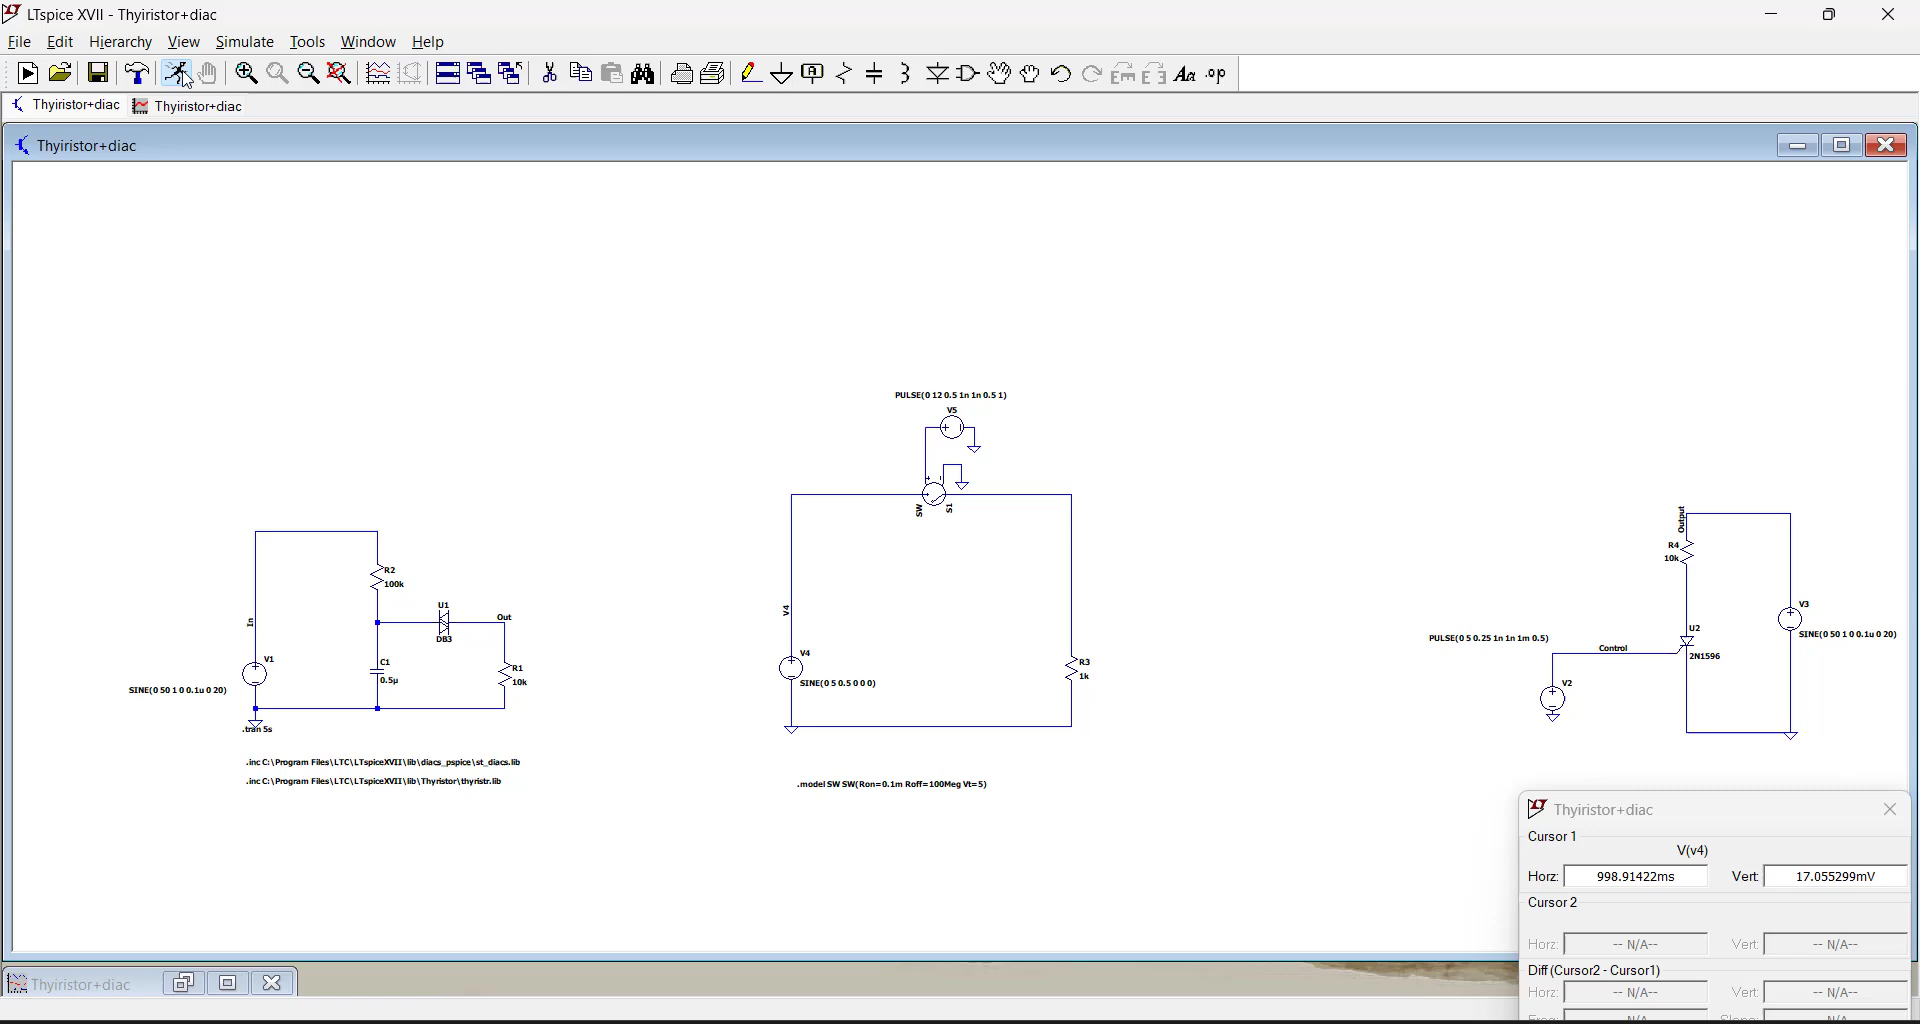 LTspice XVII - Thyiristor+diac
File Edit Hierarchy View Simulate Tools Window Help
Thyiristor+diac Thyiristor+diac
Thyiristor+diac
PULSE(0 12 0.5 1n 1n 0.5 1)
V5
SW
S1
V4
V4
SINE(0 5 0.5 0 0 0)
R3
1k
.model SW SW(Ron=0.1m Roff=100Meg Vt=5)
In
V1
SINE(0 50 1 0 0.1u 0 20)
R2
100k
U1
DB3
Out
C1
0.5µ
R1
10k
.tran 5s
.inc C:\Program Files\LTC\LTspiceXVII\lib\diacs_pspice\st_diacs.lib
.inc C:\Program Files\LTC\LTspiceXVII\lib\Thyristor\thyristr.lib
Output
R4
10k
V3
SINE(0 50 1 0 0.1u 0 20)
U2
2N1596
PULSE(0 5 0.25 1n 1n 1m 0.5)
Control
V2
Thyiristor+diac
Cursor 1
V(v4)
Horz: 998.91422ms Vert: 17.055299mV
Cursor 2
Horz: -- N/A-- Vert: -- N/A--
Diff (Cursor2 - Cursor1)
Horz: -- N/A-- Vert: -- N/A--
Thyiristor+diac